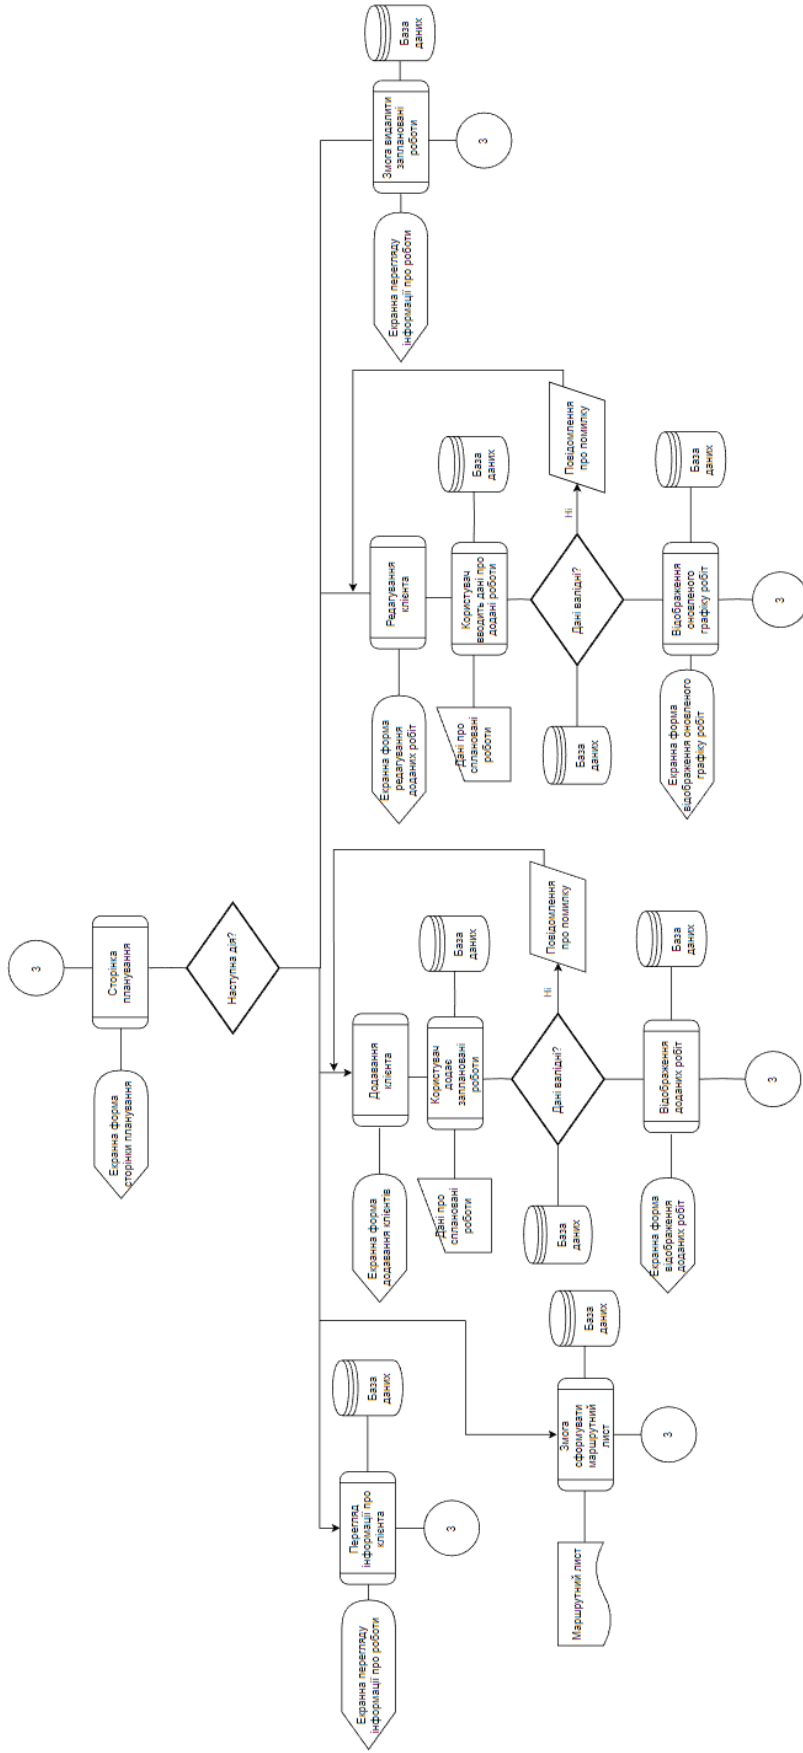 3
Сторінка
планування
Екранна форма
сторінки планування
Наступна дія?
Перегляд
інформації про
клієнта
База
даних
Екранна перегляду
інформації про роботи
3
Змога
сформувати
маршрутний
лист
База
даних
Маршрутний лист
3
Додавання
клієнта
Екранна форма
додавання клієнтів
Користувач
додає
заплановані
роботи
База
даних
Дані про
сплановані
роботи
Дані валідні?
База
даних
Ні
Повідомлення
про помилку
Відображення
доданих робіт
База
даних
Екранна форма
відображення
доданих робіт
3
Редагування
клієнта
Екранна форма
редагування
доданих робіт
Користувач
вводить дані про
додані роботи
База
даних
Дані про
сплановані
роботи
Дані валідні?
База
даних
Ні
Повідомлення
про помилку
Відображення
оновленого
графіку робіт
База
даних
Екранна форма
відображення оновленого
графіку робіт
3
Змога видалити
заплановані
роботи
База
даних
Екранна перегляду
інформації про роботи
3